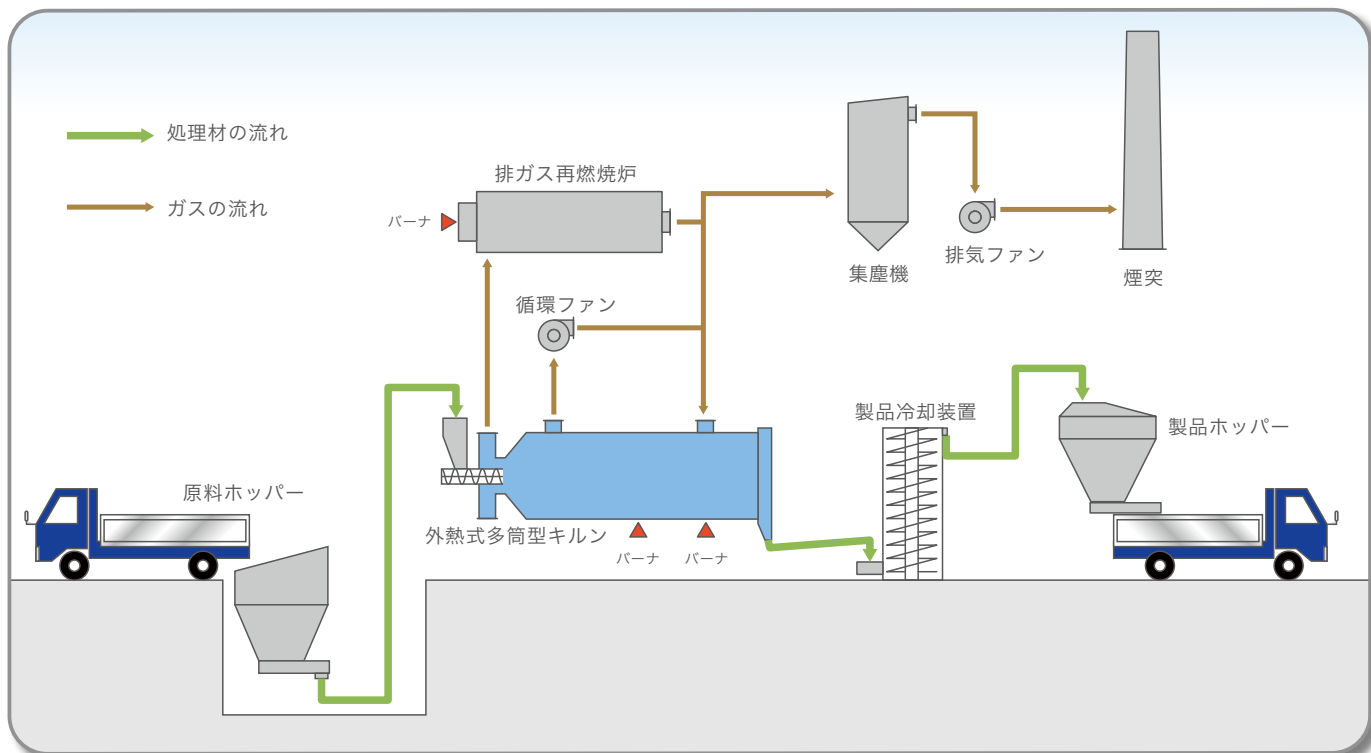 処理材の流れ
ガスの流れ
排ガス再燃焼炉
バーナ
循環ファン
集塵機
排気ファン
煙突
原料ホッパー
外熱式多筒型キルン
バーナ
バーナ
製品冷却装置
製品ホッパー